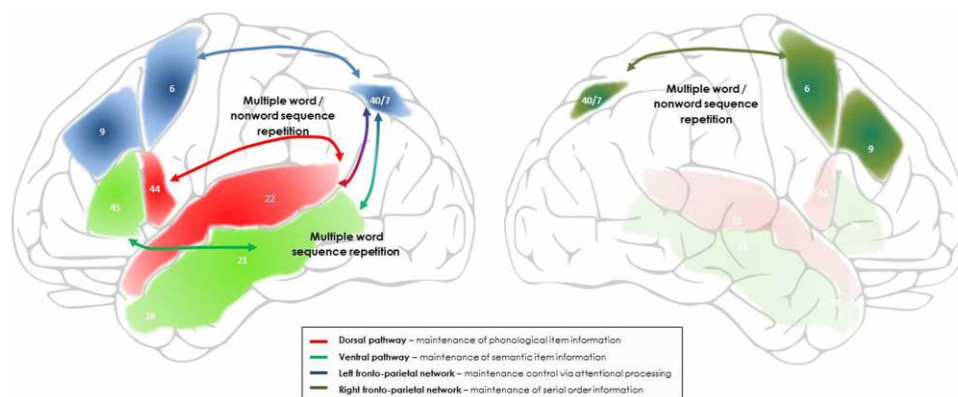 6
40/7
Multiple word /
nonword sequence
repetition
9
44
45
22
Multiple word
sequence repetition
21
38
Multiple word /
nonword sequence
repetition
40/7
6
9
44
22
21
Dorsal pathway – maintenance of phonological item information
Ventral pathway – maintenance of semantic item information
Left fronto-parietal network – maintenance control via attentional processing
Right fronto-parietal network – maintenance of serial order information